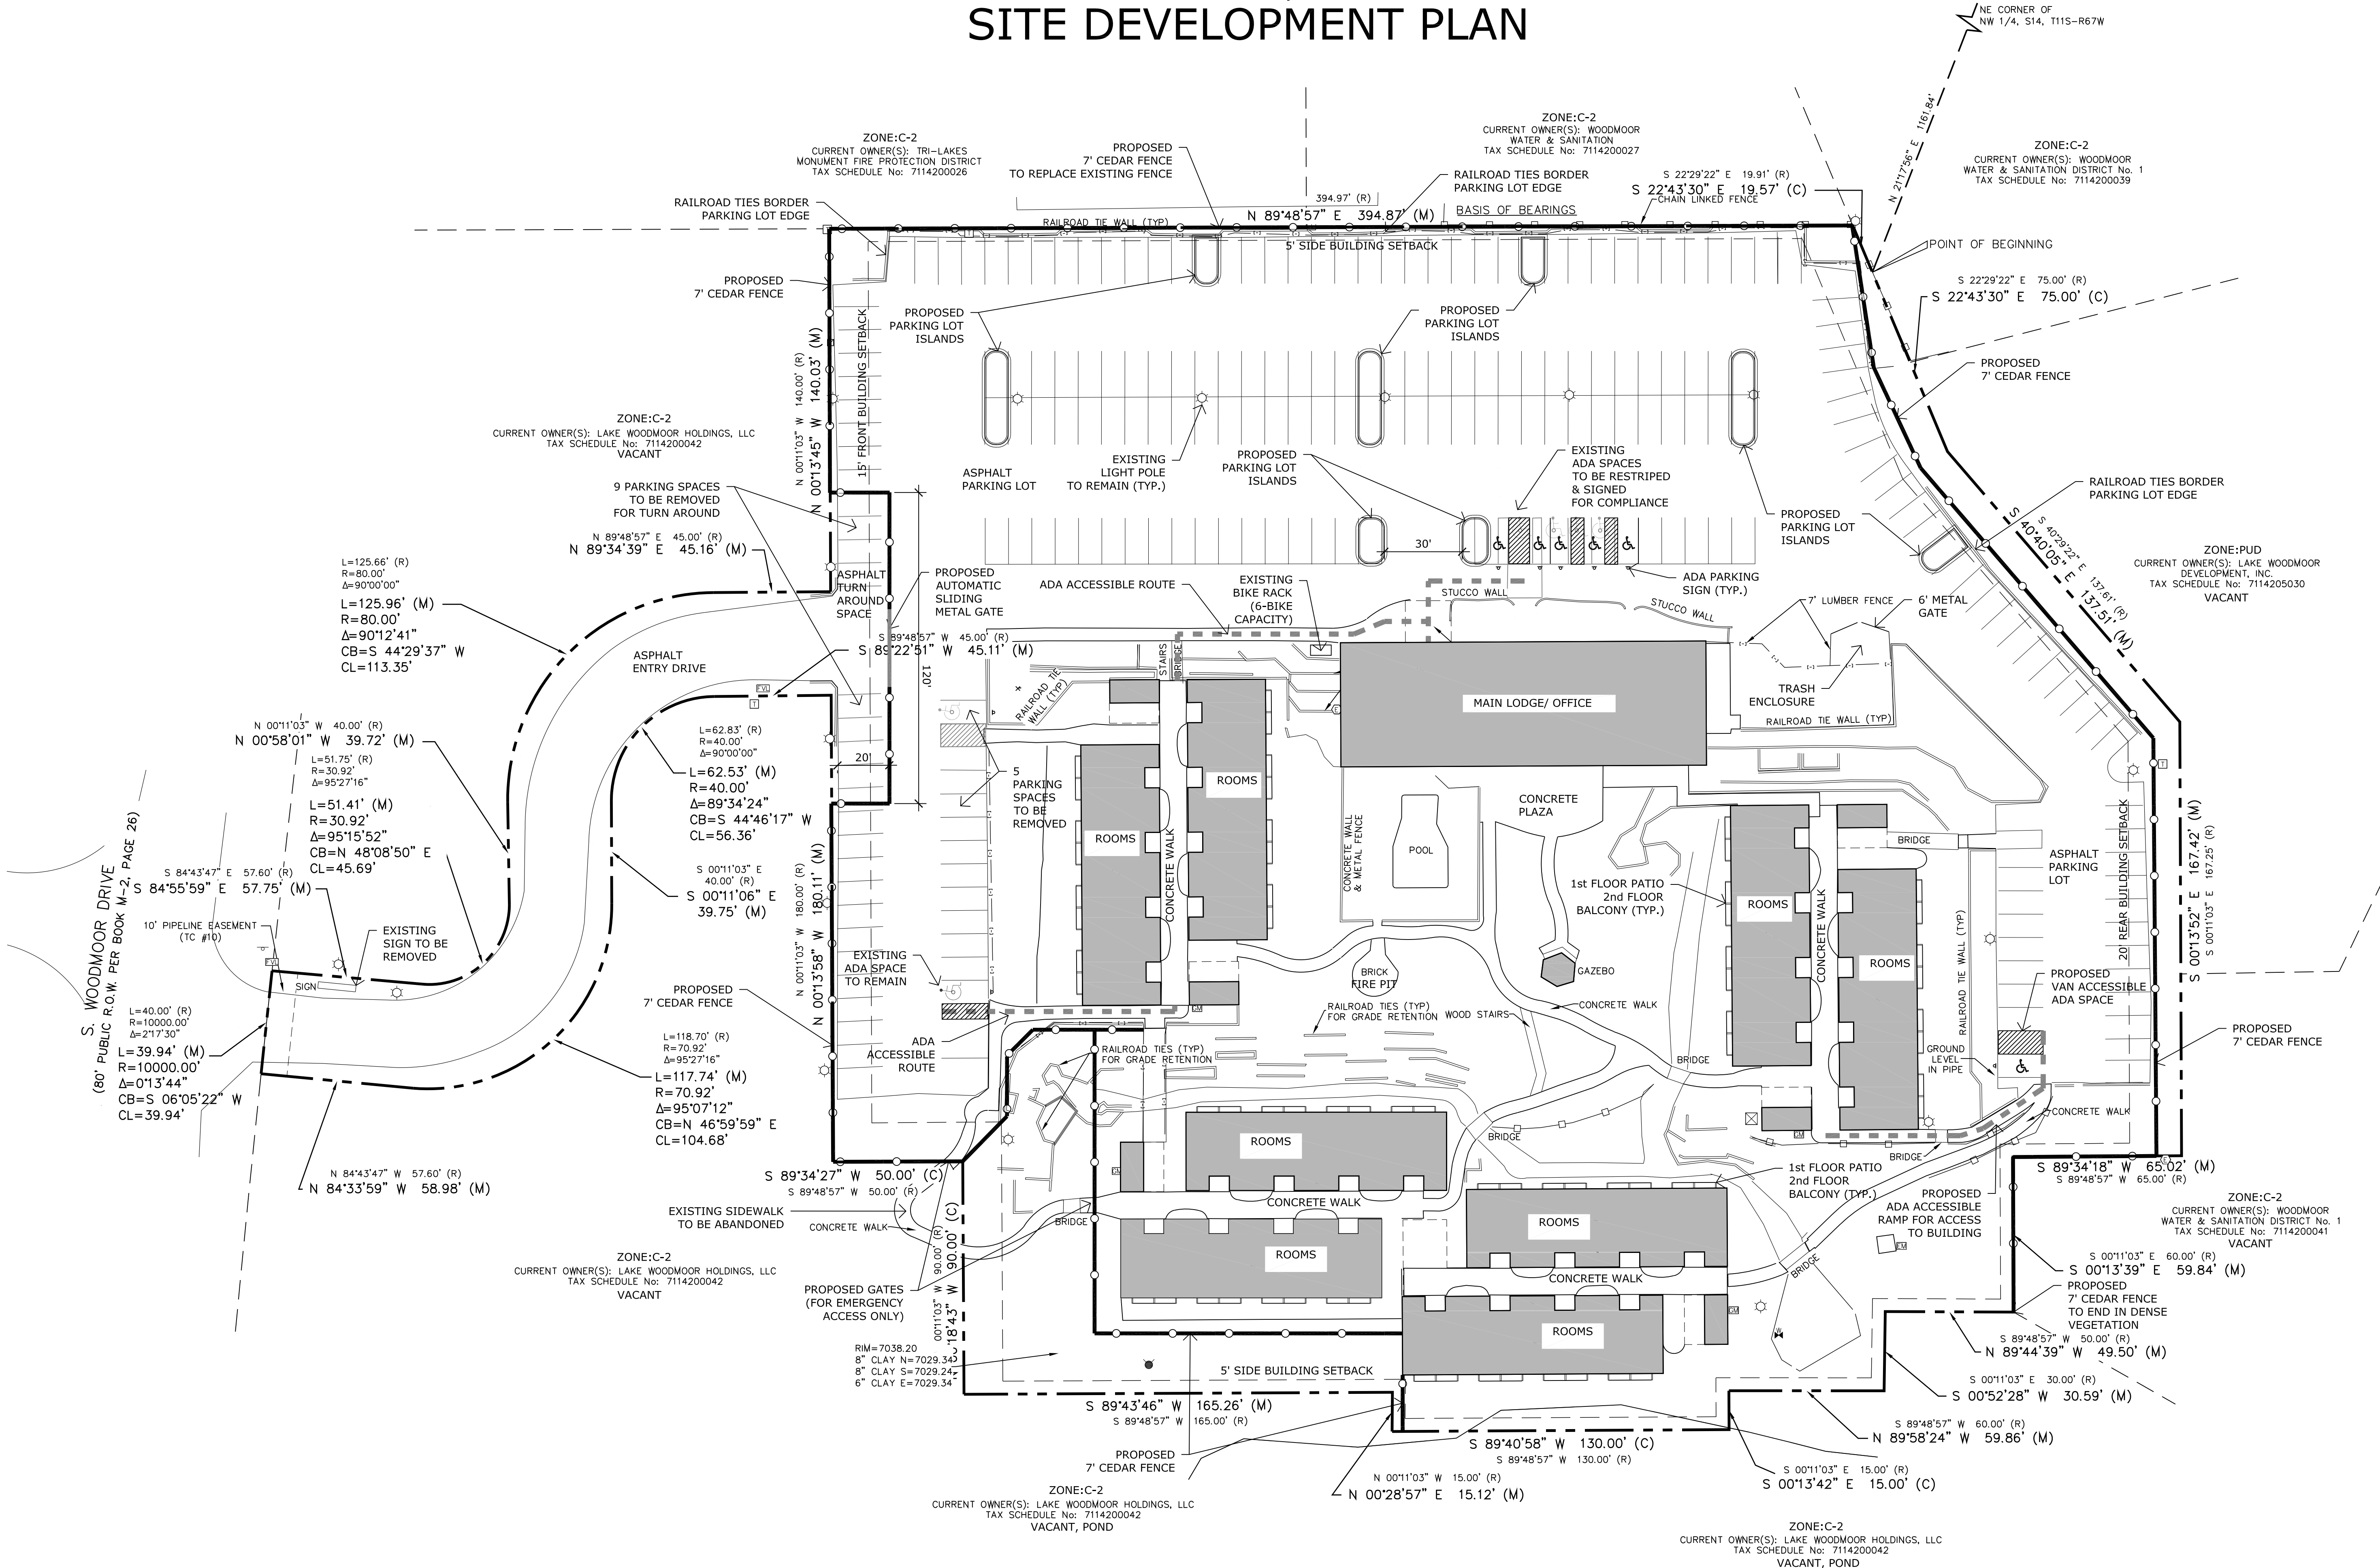 SITE DEVELOPMENT PLAN
NE CORNER OF
NW 1/4, S14, T11S-R67W
N 21°17'56" E 1161.84'
ZONE:C-2
CURRENT OWNER(S): TRI-LAKES
MONUMENT FIRE PROTECTION DISTRICT
TAX SCHEDULE No: 7114200026
PROPOSED
7' CEDAR FENCE
TO REPLACE EXISTING FENCE
ZONE:C-2
CURRENT OWNER(S): WOODMOOR
WATER & SANITATION
TAX SCHEDULE No: 7114200027
ZONE:C-2
CURRENT OWNER(S): WOODMOOR
WATER & SANITATION DISTRICT No. 1
TAX SCHEDULE No: 7114200039
RAILROAD TIES BORDER
PARKING LOT EDGE
RAILROAD TIES BORDER
PARKING LOT EDGE
S 22°29'22" E 19.91' (R)
S 22°43'30" E 19.57' (C)
CHAIN LINKED FENCE
394.97' (R)
N 89°48'57" E 394.87' (M)
BASIS OF BEARINGS
RAILROAD TIE WALL (TYP)
5' SIDE BUILDING SETBACK
POINT OF BEGINNING
PROPOSED
7' CEDAR FENCE
S 22°29'22" E 75.00' (R)
S 22°43'30" E 75.00' (C)
PROPOSED
PARKING LOT
ISLANDS
PROPOSED
PARKING LOT
ISLANDS
N 00°11'03" W 140.00' (R)
N 00°13'45" W 140.03' (M)
15' FRONT BUILDING SETBACK
PROPOSED
7' CEDAR FENCE
ZONE:C-2
CURRENT OWNER(S): LAKE WOODMOOR HOLDINGS, LLC
TAX SCHEDULE No: 7114200042
VACANT
9 PARKING SPACES
TO BE REMOVED
FOR TURN AROUND
ASPHALT
PARKING LOT
EXISTING
LIGHT POLE
TO REMAIN (TYP.)
PROPOSED
PARKING LOT
ISLANDS
EXISTING
ADA SPACES
TO BE RESTRIPED
& SIGNED
FOR COMPLIANCE
PROPOSED
PARKING LOT
ISLANDS
RAILROAD TIES BORDER
PARKING LOT EDGE
S 40°29'22" E 137.61' (R)
S 40°40'05" E 137.51' (M)
ZONE:PUD
CURRENT OWNER(S): LAKE WOODMOOR
DEVELOPMENT, INC.
TAX SCHEDULE No: 7114205030
VACANT
N 89°48'57" E 45.00' (R)
N 89°34'39" E 45.16' (M)
L=125.66' (R)
R=80.00'
Δ=90°00'00"
L=125.96' (M)
R=80.00'
Δ=90°12'41"
CB=S 44°29'37" W
CL=113.35'
ASPHALT
TURN
AROUND
SPACE
PROPOSED
AUTOMATIC
SLIDING
METAL GATE
30'
ADA ACCESSIBLE ROUTE
EXISTING
BIKE RACK
(6-BIKE
CAPACITY)
STUCCO WALL
STUCCO WALL
ADA PARKING
SIGN (TYP.)
7' LUMBER FENCE
6' METAL
GATE
S 89°48'57" W 45.00' (R)
S 89°22'51" W 45.11' (M)
ASPHALT
ENTRY DRIVE
120'
FVL
T
STAIRS
BRIDGE
RAILROAD TIE
WALL (TYP)
E
MAIN LODGE/ OFFICE
TRASH
ENCLOSURE
RAILROAD TIE WALL (TYP)
N 00°11'03" W 40.00' (R)
N 00°58'01" W 39.72' (M)
L=62.83' (R)
R=40.00'
Δ=90°00'00"
L=62.53' (M)
R=40.00'
Δ=89°34'24"
CB=S 44°46'17" W
CL=56.36'
20'
L=51.75' (R)
R=30.92'
Δ=95°27'16"
L=51.41' (M)
R=30.92'
Δ=95°15'52"
CB=N 48°08'50" E
CL=45.69'
5
PARKING
SPACES
TO BE
REMOVED
ROOMS
ROOMS
CONCRETE WALK
CONCRETE WALL
& METAL FENCE
POOL
CONCRETE
PLAZA
BRIDGE
T
20' REAR BUILDING SETBACK
S 00°13'52" E 167.42' (M)
S 00°11'03" E 167.25' (R)
ASPHALT
PARKING
LOT
S. WOODMOOR DRIVE
(80' PUBLIC R.O.W. PER BOOK M-2, PAGE 26)
S 84°43'47" E 57.60' (R)
S 84°55'59" E 57.75' (M)
10' PIPELINE EASEMENT
(TC #10)
EXISTING
SIGN TO BE
REMOVED
FVL
SIGN
S 00°11'03" E
40.00' (R)
S 00°11'06" E
39.75' (M)
N 00°11'03" W 180.00' (R)
N 00°13'58" W 180.11' (M)
1st FLOOR PATIO
2nd FLOOR
BALCONY (TYP.)
ROOMS
CONCRETE WALK
ROOMS
RAILROAD TIE WALL (TYP)
EXISTING
ADA SPACE
TO REMAIN
BRICK
FIRE PIT
GAZEBO
PROPOSED
VAN ACCESSIBLE
ADA SPACE
PROPOSED
7' CEDAR FENCE
L=40.00' (R)
R=10000.00'
Δ=2°17'30"
L=39.94' (M)
R=10000.00'
Δ=0°13'44"
CB=S 06°05'22" W
CL=39.94'
L=118.70' (R)
R=70.92'
Δ=95°27'16"
L=117.74' (M)
R=70.92'
Δ=95°07'12"
CB=N 46°59'59" E
CL=104.68'
ADA
ACCESSIBLE
ROUTE
GM
RAILROAD TIES (TYP)
FOR GRADE RETENTION
RAILROAD TIES (TYP)
FOR GRADE RETENTION
WOOD STAIRS
CONCRETE WALK
BRIDGE
GROUND
LEVEL
IN PIPE
PROPOSED
7' CEDAR FENCE
GM
CONCRETE WALK
N 84°43'47" W 57.60' (R)
N 84°33'59" W 58.98' (M)
S 89°34'27" W 50.00' (C)
S 89°48'57" W 50.00' (R)
ROOMS
BRIDGE
BRIDGE
E
S 89°34'18" W 65.02' (M)
S 89°48'57" W 65.00' (R)
EXISTING SIDEWALK
TO BE ABANDONED
CONCRETE WALK
BRIDGE
CONCRETE WALK
1st FLOOR PATIO
2nd FLOOR
BALCONY (TYP.)
PROPOSED
ADA ACCESSIBLE
RAMP FOR ACCESS
TO BUILDING
ZONE:C-2
CURRENT OWNER(S): WOODMOOR
WATER & SANITATION DISTRICT No. 1
TAX SCHEDULE No: 7114200041
VACANT
ROOMS
ROOMS
EM
BRIDGE
CONCRETE WALK
ZONE:C-2
CURRENT OWNER(S): LAKE WOODMOOR HOLDINGS, LLC
TAX SCHEDULE No: 7114200042
VACANT
PROPOSED GATES
(FOR EMERGENCY
ACCESS ONLY)
00°11'03" W 90.00' (R)
18'43" W 90.00' (C)
S 00°11'03" E 60.00' (R)
S 00°13'39" E 59.84' (M)
PROPOSED
7' CEDAR FENCE
TO END IN DENSE
VEGETATION
ROOMS
GM
W
RIM=7038.20
8" CLAY N=7029.34
8" CLAY S=7029.24
6" CLAY E=7029.34
5' SIDE BUILDING SETBACK
S 89°48'57" W 50.00' (R)
N 89°44'39" W 49.50' (M)
S 00°11'03" E 30.00' (R)
S 00°52'28" W 30.59' (M)
S 89°43'46" W 165.26' (M)
S 89°48'57" W 165.00' (R)
S 89°48'57" W 60.00' (R)
N 89°58'24" W 59.86' (M)
PROPOSED
7' CEDAR FENCE
S 89°40'58" W 130.00' (C)
S 89°48'57" W 130.00' (R)
N 00°11'03" W 15.00' (R)
N 00°28'57" E 15.12' (M)
S 00°11'03" E 15.00' (R)
S 00°13'42" E 15.00' (C)
ZONE:C-2
CURRENT OWNER(S): LAKE WOODMOOR HOLDINGS, LLC
TAX SCHEDULE No: 7114200042
VACANT, POND
ZONE:C-2
CURRENT OWNER(S): LAKE WOODMOOR HOLDINGS, LLC
TAX SCHEDULE No: 7114200042
VACANT, POND